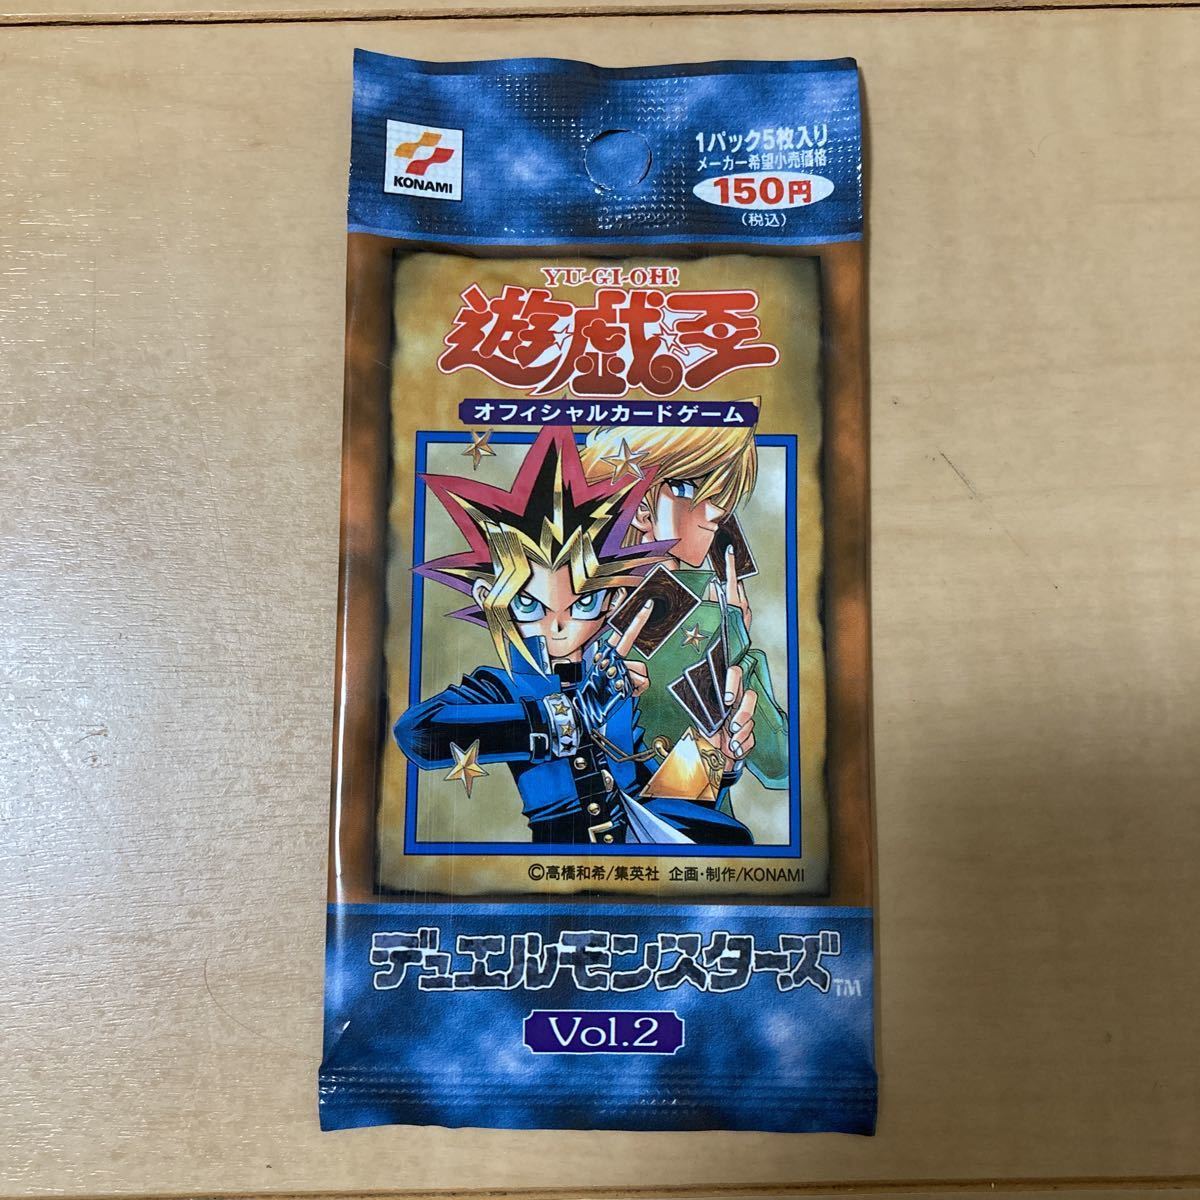 KONAMI
1パック5枚入り
メーカー希望小売価格
150円
(税込)
YU-GI-OH!
遊戯王
オフィシャルカードゲーム
©高橋和希/集英社 企画・制作/KONAMI
デュエルモンスターズ™
Vol.2